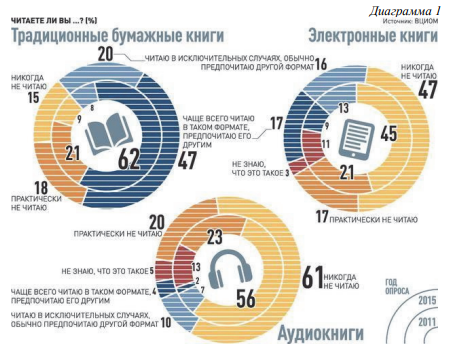 Диаграмма 1
Источник: ВЦИОМ
ЧИТАЕТЕ ЛИ ВЫ ...? (%)
Традиционные бумажные книги
20
ЧИТАЮ В ИСКЛЮЧИТЕЛЬНЫХ СЛУЧАЯХ, ОБЫЧНО
ПРЕДПОЧИТАЮ ДРУГОЙ ФОРМАТ
НИКОГДА
НЕ ЧИТАЮ
15
8
9
21
62
ЧАЩЕ ВСЕГО ЧИТАЮ
В ТАКОМ ФОРМАТЕ,
ПРЕДПОЧИТАЮ ЕГО
ДРУГИМ
47
18
ПРАКТИЧЕСКИ
НЕ ЧИТАЮ
Электронные книги
16
НИКОГДА
НЕ ЧИТАЮ
47
17
13
9
11
45
НЕ ЗНАЮ,
ЧТО ЭТО ТАКОЕ
3
21
17
ПРАКТИЧЕСКИ НЕ ЧИТАЮ
20
ПРАКТИЧЕСКИ НЕ ЧИТАЮ
23
НЕ ЗНАЮ, ЧТО ЭТО ТАКОЕ
5
13
2
ЧАЩЕ ВСЕГО ЧИТАЮ В ТАКОМ ФОРМАТЕ,
ПРЕДПОЧИТАЮ ЕГО ДРУГИМ
4
7
56
61
НИКОГДА
НЕ ЧИТАЮ
ЧИТАЮ В ИСКЛЮЧИТЕЛЬНЫХ СЛУЧАЯХ,
ОБЫЧНО ПРЕДПОЧИТАЮ ДРУГОЙ ФОРМАТ
10
Аудиокниги
ГОД
ОПРОСА
2015
2011